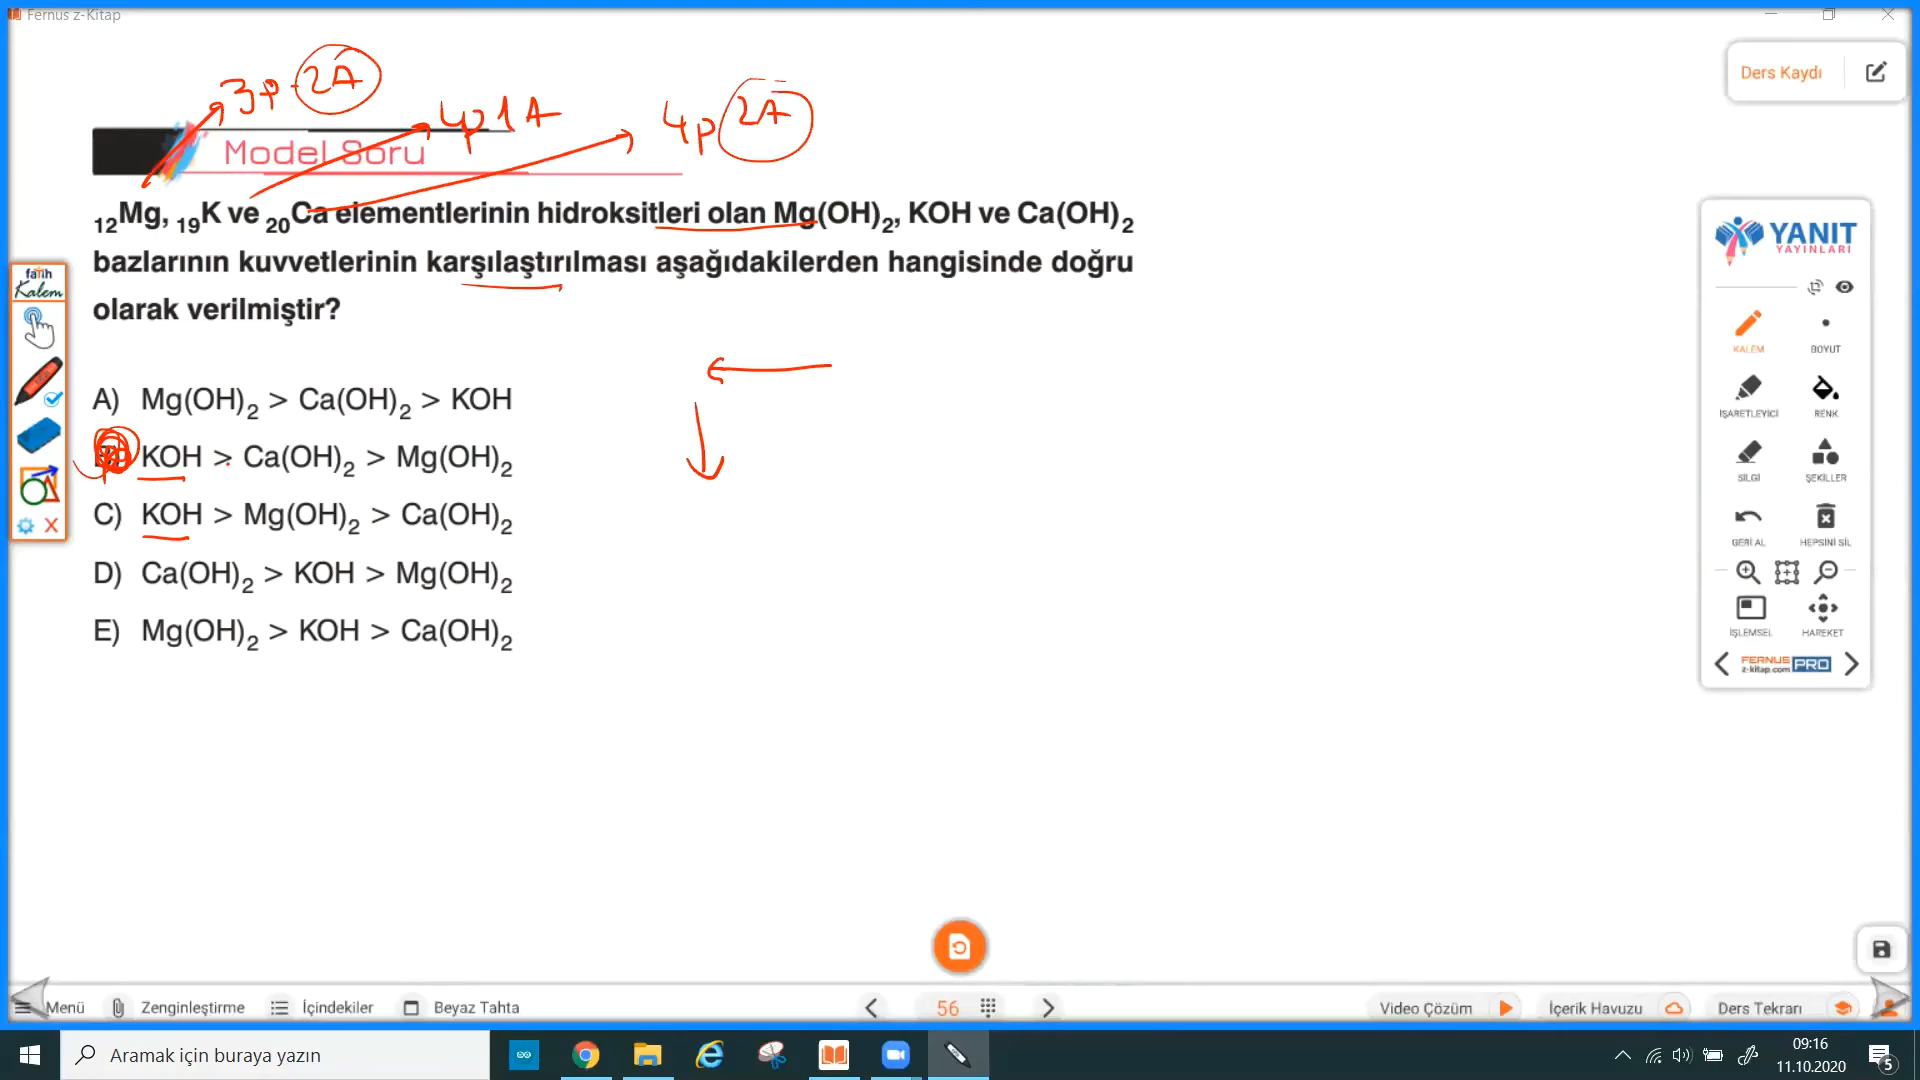 Fernus z-Kitap
3p 2A
4p 1A
4p 2A
Ders Kaydı
Model Soru
12Mg, 19K ve 20Ca elementlerinin hidroksitleri olan Mg(OH)2, KOH ve Ca(OH)2
bazlarının kuvvetlerinin karşılaştırılması aşağıdakilerden hangisinde doğru
olarak verilmiştir?
A) Mg(OH)2 > Ca(OH)2 > KOH
KOH > Ca(OH)2 > Mg(OH)2
C) KOH > Mg(OH)2 > Ca(OH)2
D) Ca(OH)2 > KOH > Mg(OH)2
E) Mg(OH)2 > KOH > Ca(OH)2
fatih
Kalem
YANIT
YAYINLARI
KALEM BOYUT
İŞARETLEYİCİ RENK
SİLGİ ŞEKİLLER
GERİ AL HEPSİNİ SİL
İŞLEMSEL HAREKET
FERNUS PRO
z-kitap.com
Menü Zenginleştirme İçindekiler Beyaz Tahta 56 Video Çözüm İçerik Havuzu Ders Tekrarı
Aramak için buraya yazın
09:16
11.10.2020
5